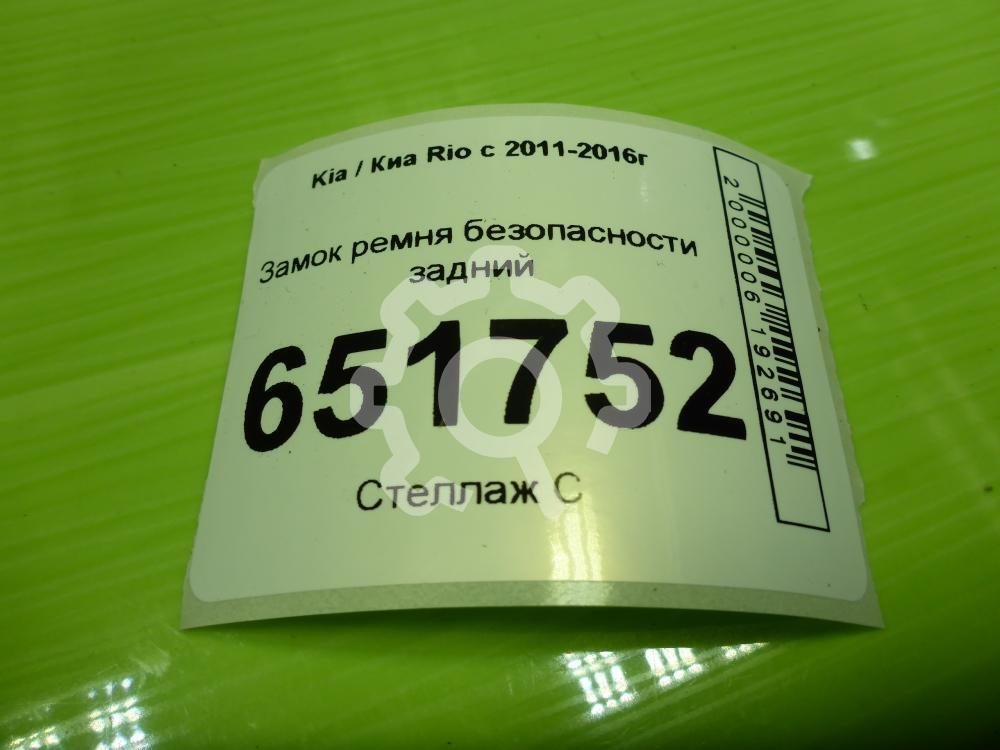 Kia / Киа Rio с 2011-2016г
Замок ремня безопасности
задний
651752
Стеллаж С
2000006192691